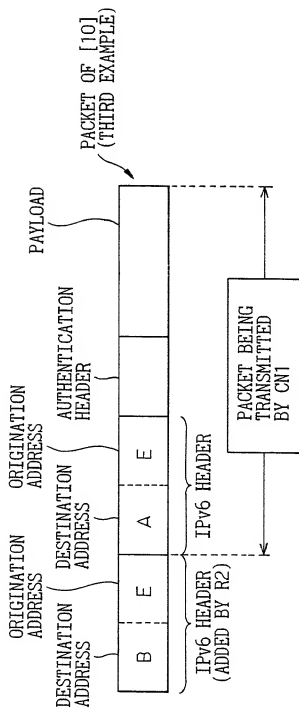 PACKET OF [10]
(THIRD EXAMPLE)
DESTINATION
ADDRESS
ORIGINATION
ADDRESS
DESTINATION
ADDRESS
ORIGINATION
ADDRESS
AUTHENTICATION
HEADER
PAYLOAD
B
E
A
E
IPv6 HEADER
(ADDED BY R2)
IPv6 HEADER
PACKET BEING
TRANSMITTED
BY CN1